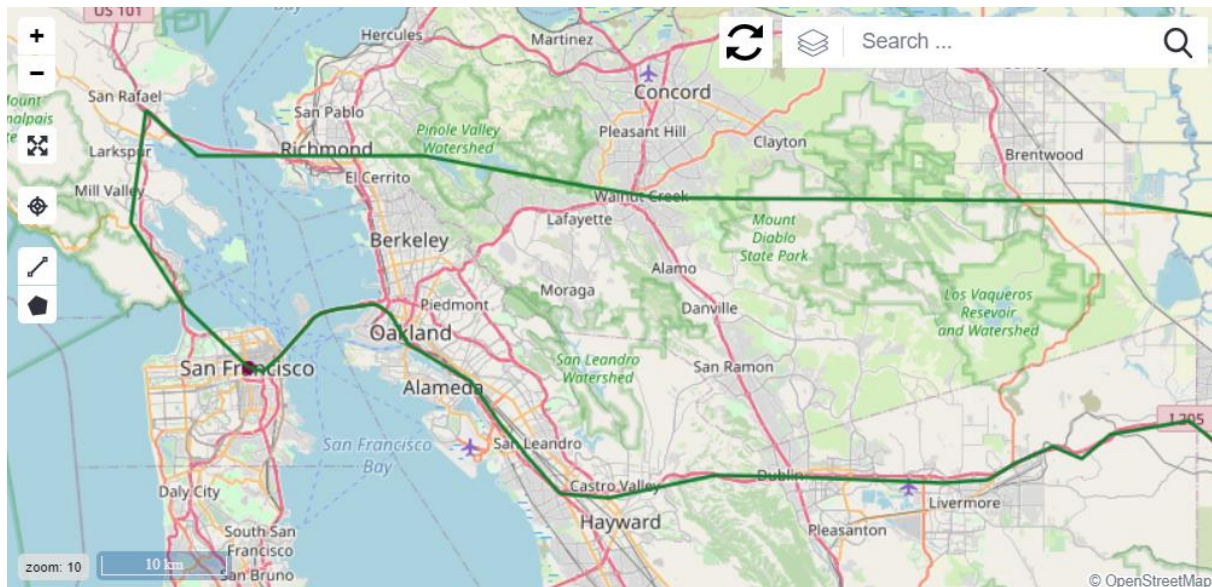 US 101
Bay
Hercules
Martinez
Search ...
+
−
San Rafael
Concord
San Pablo
Pinole Valley
Watershed
Pleasant Hill
Clayton
Larkspur
Richmond
Brentwood
El Cerrito
Mill Valley
Walnut Creek
Lafayette
Mount
Diablo
State Park
Berkeley
Alamo
Moraga
Piedmont
Danville
Los Vaqueros
Resevoir
and Watershed
Oakland
San Francisco
San Leandro
Watershed
San Ramon
Alameda
I 205
San Francisco
Bay
San Leandro
Daly City
Castro Valley
Dublin
Livermore
Hayward
Pleasanton
South San
Francisco
San Bruno
zoom: 10
10 km
© OpenStreetMap